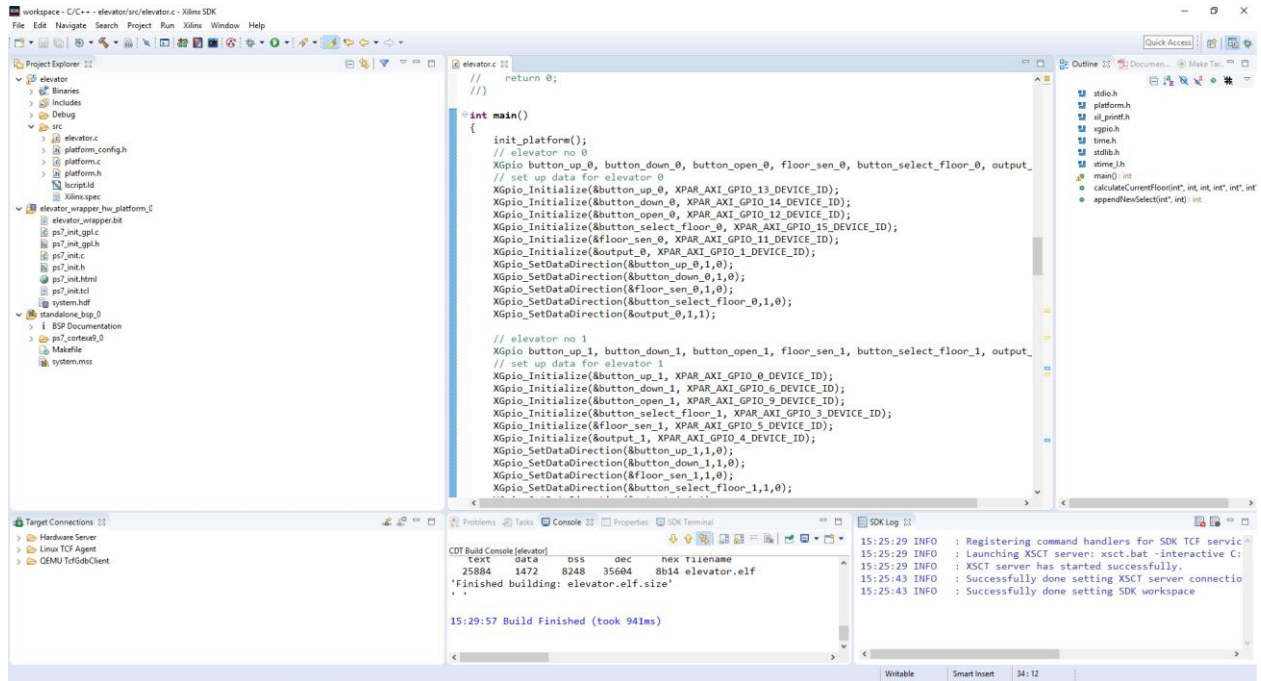 workspace - C/C++ - elevator/src/elevator.c - Xilinx SDK
File Edit Navigate Search Project Run Xilinx Window Help
Quick Access
Project Explorer
elevator
Binaries
Includes
Debug
src
elevator.c
platform_config.h
platform.c
platform.h
lscript.ld
Xilinx.spec
elevator_wrapper_hw_platform_0
elevator_wrapper.bit
ps7_init_gpl.c
ps7_init_gpl.h
ps7_init.c
ps7_init.h
ps7_init.html
ps7_init.tcl
system.hdf
standalone_bsp_0
BSP Documentation
ps7_cortexa9_0
Makefile
system.mss
elevator.c
// return 0;
//}
int main()
{
init_platform();
// elevator no 0
XGpio button_up_0, button_down_0, button_open_0, floor_sen_0, button_select_floor_0, output_
// set up data for elevator 0
XGpio_Initialize(&button_up_0, XPAR_AXI_GPIO_13_DEVICE_ID);
XGpio_Initialize(&button_down_0, XPAR_AXI_GPIO_14_DEVICE_ID);
XGpio_Initialize(&button_open_0, XPAR_AXI_GPIO_12_DEVICE_ID);
XGpio_Initialize(&button_select_floor_0, XPAR_AXI_GPIO_15_DEVICE_ID);
XGpio_Initialize(&floor_sen_0, XPAR_AXI_GPIO_11_DEVICE_ID);
XGpio_Initialize(&output_0, XPAR_AXI_GPIO_1_DEVICE_ID);
XGpio_SetDataDirection(&button_up_0,1,0);
XGpio_SetDataDirection(&button_down_0,1,0);
XGpio_SetDataDirection(&floor_sen_0,1,0);
XGpio_SetDataDirection(&button_select_floor_0,1,0);
XGpio_SetDataDirection(&output_0,1,1);
// elevator no 1
XGpio button_up_1, button_down_1, button_open_1, floor_sen_1, button_select_floor_1, output_
// set up data for elevator 1
XGpio_Initialize(&button_up_1, XPAR_AXI_GPIO_0_DEVICE_ID);
XGpio_Initialize(&button_down_1, XPAR_AXI_GPIO_6_DEVICE_ID);
XGpio_Initialize(&button_open_1, XPAR_AXI_GPIO_9_DEVICE_ID);
XGpio_Initialize(&button_select_floor_1, XPAR_AXI_GPIO_3_DEVICE_ID);
XGpio_Initialize(&floor_sen_1, XPAR_AXI_GPIO_5_DEVICE_ID);
XGpio_Initialize(&output_1, XPAR_AXI_GPIO_4_DEVICE_ID);
XGpio_SetDataDirection(&button_up_1,1,0);
XGpio_SetDataDirection(&button_down_1,1,0);
XGpio_SetDataDirection(&floor_sen_1,1,0);
XGpio_SetDataDirection(&button_select_floor_1,1,0);
Outline Documen... Make Tar...
stdio.h
platform.h
xil_printf.h
xgpio.h
time.h
stdlib.h
xtime_l.h
main() : int
calculateCurrentFloor(int*, int, int, int*, int*, int*
appendNewSelect(int*, int) : int
Target Connections
Hardware Server
Linux TCF Agent
QEMU TcfGdbClient
Problems Tasks Console Properties SDK Terminal
CDT Build Console [elevator]
text data bss dec hex filename
25884 1472 8248 35604 8b14 elevator.elf
'Finished building: elevator.elf.size'
' '
15:29:57 Build Finished (took 941ms)
SDK Log
15:25:29 INFO : Registering command handlers for SDK TCF servic
15:25:29 INFO : Launching XSCT server: xsct.bat -interactive C:
15:25:29 INFO : XSCT server has started successfully.
15:25:43 INFO : Successfully done setting XSCT server connectio
15:25:43 INFO : Successfully done setting SDK workspace
Writable Smart Insert 34 : 12